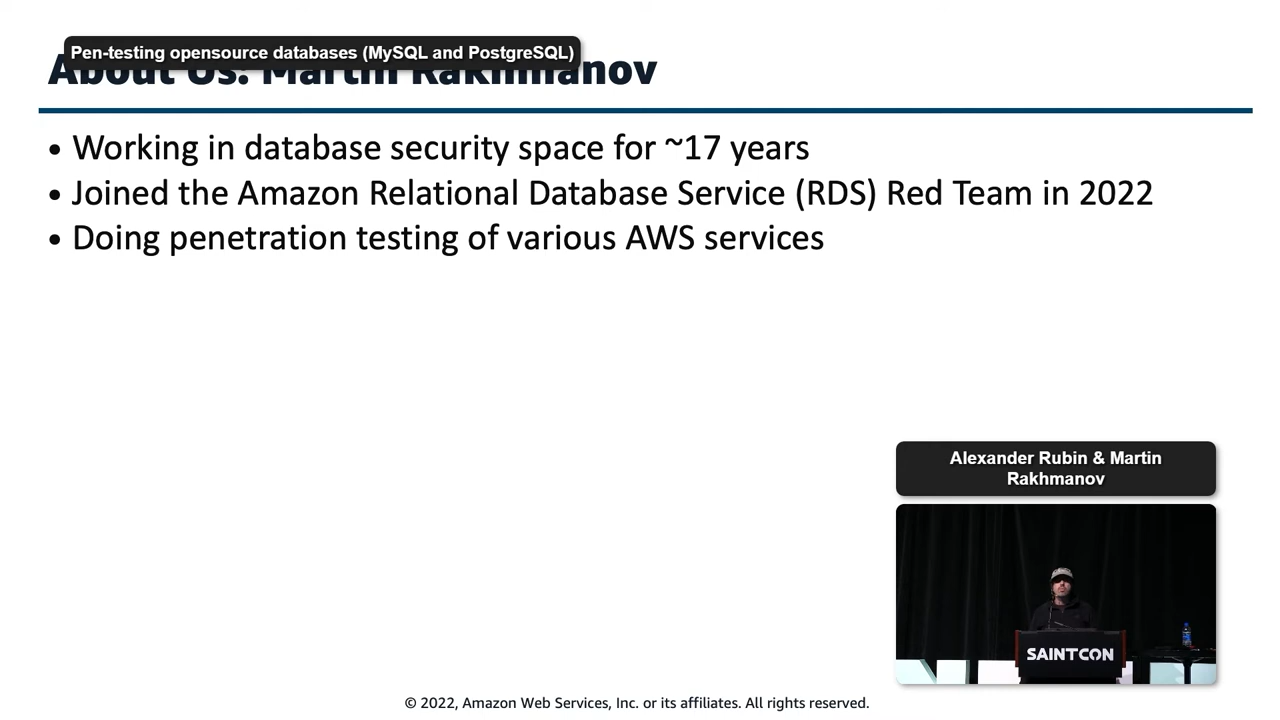 Pen-testing opensource databases (MySQL and PostgreSQL)
About Us: Martin Rakhmanov
• Working in database security space for ~17 years
• Joined the Amazon Relational Database Service (RDS) Red Team in 2022
• Doing penetration testing of various AWS services
Alexander Rubin & Martin
Rakhmanov
SAINTCON
© 2022, Amazon Web Services, Inc. or its affiliates. All rights reserved.